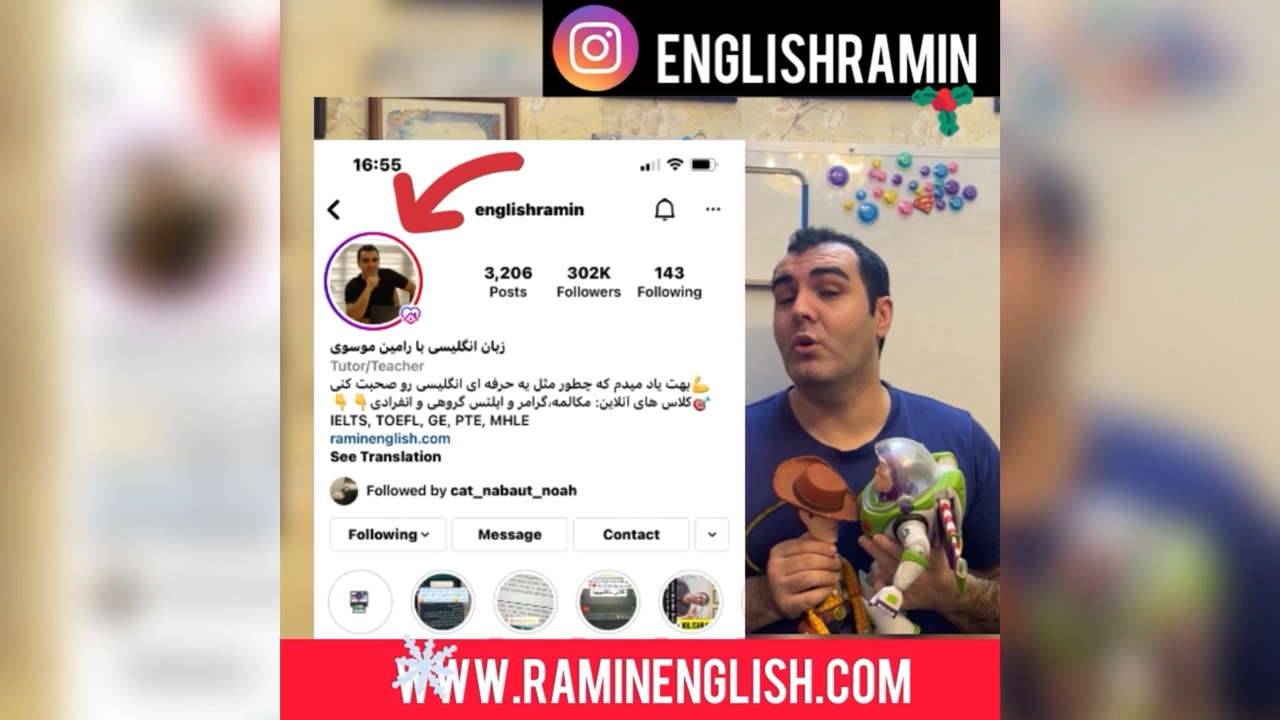 ENGLISHRAMIN
16:55
englishramin
3,206 302K 143
Posts Followers Following
زبان انگلیسی با رامین موسوی
Tutor/Teacher
💪بهت یاد میدم که چطور مثل یه حرفه ای انگلیسی رو صحبت کنی
🎯کلاس های آنلاین: مکالمه،گرامر و ایلتس گروهی و انفرادی👇👇
IELTS, TOEFL, GE, PTE, MHLE
raminenglish.com
See Translation
Followed by cat_nabaut_noah
Following Message Contact
WWW.RAMINENGLISH.COM